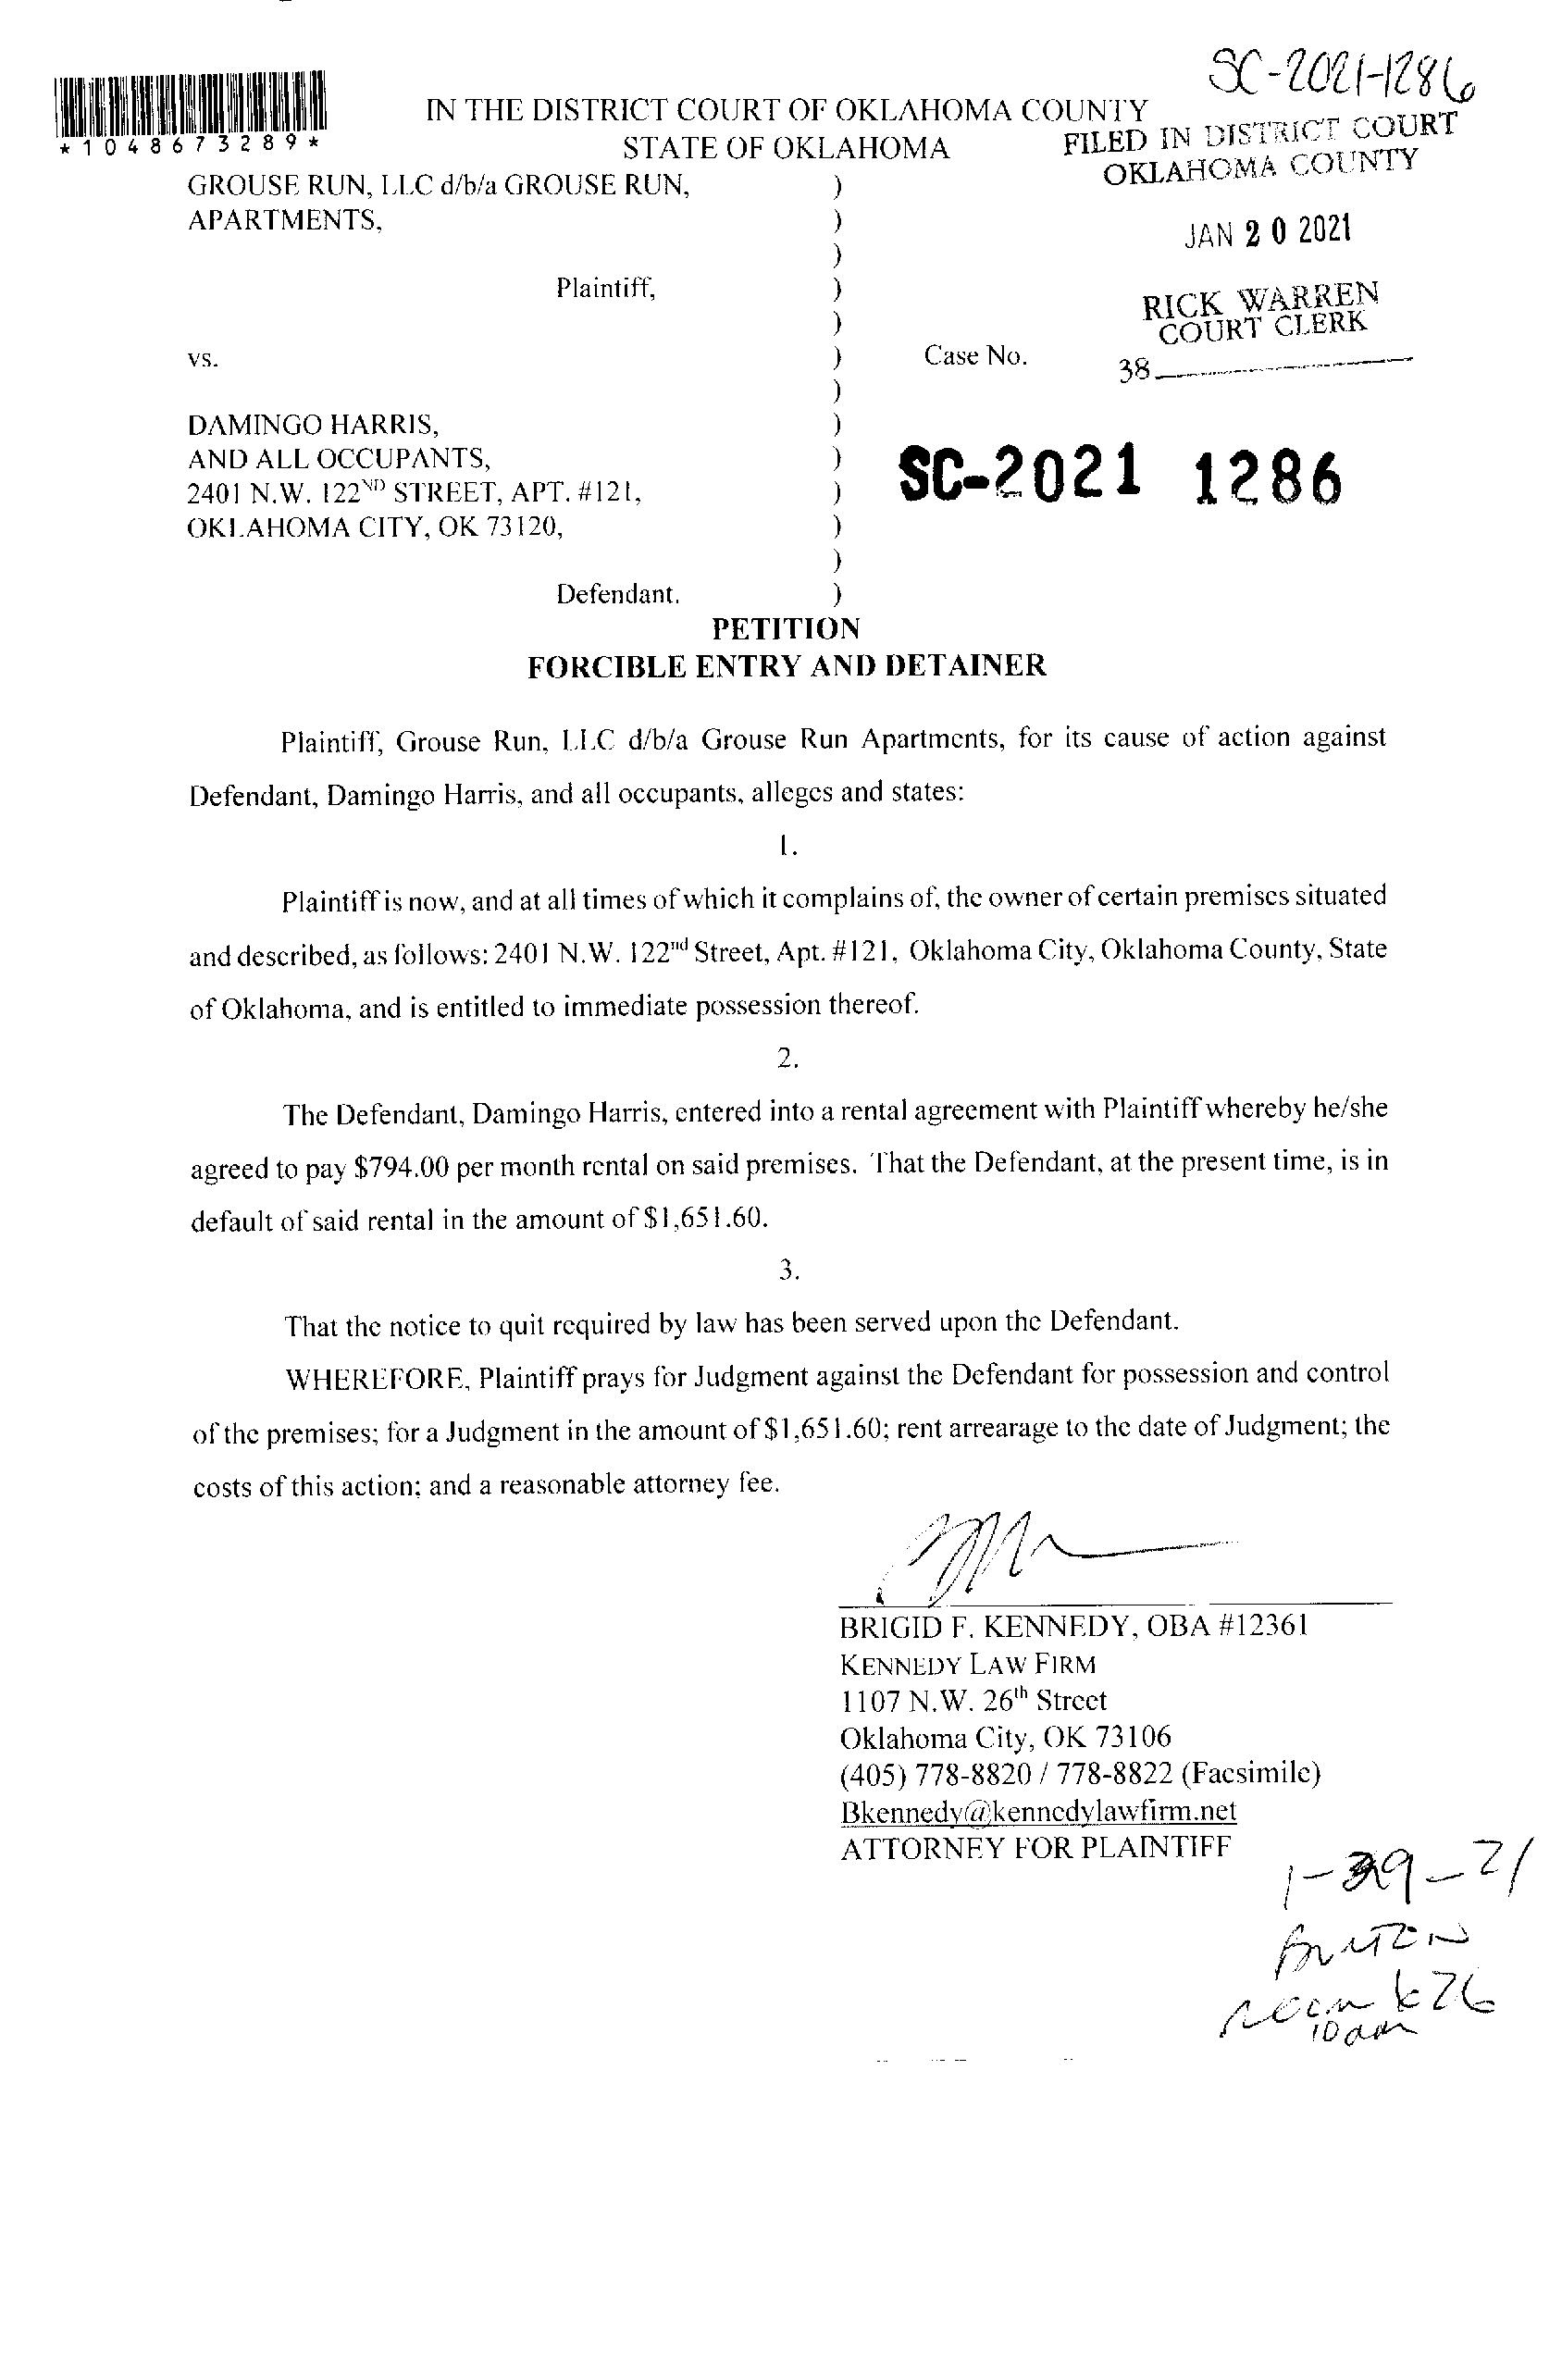 SC-2021-1286
*1048673289*
IN THE DISTRICT COURT OF OKLAHOMA COUNTY
STATE OF OKLAHOMA
FILED IN DISTRICT COURT
OKLAHOMA COUNTY
JAN 20 2021
RICK WARREN
COURT CLERK
38
GROUSE RUN, LLC d/b/a GROUSE RUN, )
APARTMENTS, )
)
Plaintiff, )
)
vs. ) Case No.
)
DAMINGO HARRIS, )
AND ALL OCCUPANTS, ) SC-2021 1286
2401 N.W. 122ND STREET, APT. #121, )
OKLAHOMA CITY, OK 73120, )
)
Defendant. )
PETITION
FORCIBLE ENTRY AND DETAINER
Plaintiff, Grouse Run, LLC d/b/a Grouse Run Apartments, for its cause of action against
Defendant, Damingo Harris, and all occupants, alleges and states:
1.
Plaintiff is now, and at all times of which it complains of, the owner of certain premises situated
and described, as follows: 2401 N.W. 122nd Street, Apt. #121, Oklahoma City, Oklahoma County, State
of Oklahoma, and is entitled to immediate possession thereof.
2.
The Defendant, Damingo Harris, entered into a rental agreement with Plaintiff whereby he/she
agreed to pay $794.00 per month rental on said premises. That the Defendant, at the present time, is in
default of said rental in the amount of $1,651.60.
3.
That the notice to quit required by law has been served upon the Defendant.
WHEREFORE, Plaintiff prays for Judgment against the Defendant for possession and control
of the premises; for a Judgment in the amount of $1,651.60; rent arrearage to the date of Judgment; the
costs of this action; and a reasonable attorney fee.
BRIGID F. KENNEDY, OBA #12361
KENNEDY LAW FIRM
1107 N.W. 26th Street
Oklahoma City, OK 73106
(405) 778-8820 / 778-8822 (Facsimile)
Bkennedy@kennedylawfirm.net
ATTORNEY FOR PLAINTIFF
1-29-21
room
10am